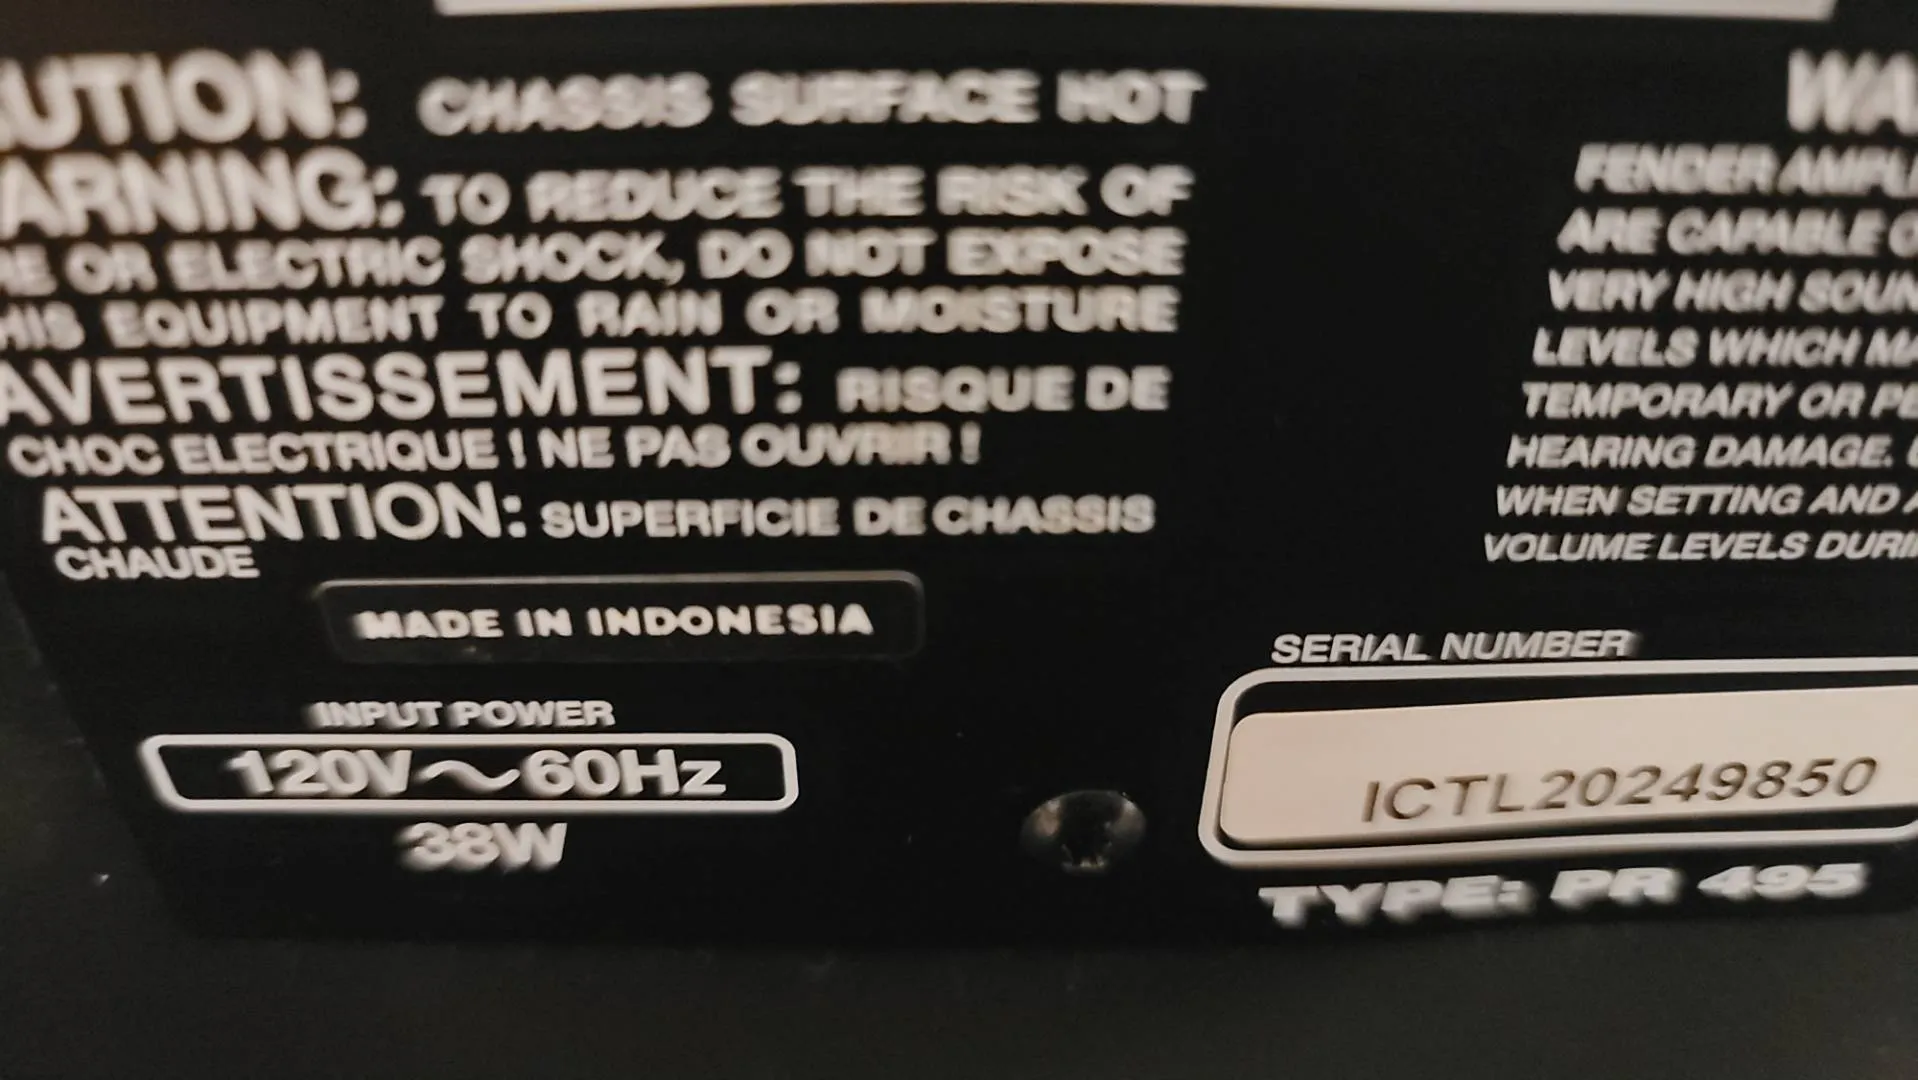 UTION: CHASSIS SURFACE HOT
ARNING: TO REDUCE THE RISK OF
RE OR ELECTRIC SHOCK, DO NOT EXPOSE
HIS EQUIPMENT TO RAIN OR MOISTURE
AVERTISSEMENT: RISQUE DE
CHOC ELECTRIQUE ! NE PAS OUVRIR !
ATTENTION: SUPERFICIE DE CHASSIS
CHAUDE
MADE IN INDONESIA
INPUT POWER
120V~60Hz
38W
WA
FENDER AMPL
ARE CAPABLE O
VERY HIGH SOUN
LEVELS WHICH MA
TEMPORARY OR PE
HEARING DAMAGE.
WHEN SETTING AND A
VOLUME LEVELS DURI
SERIAL NUMBER
ICTL20249850
TYPE: PR 495